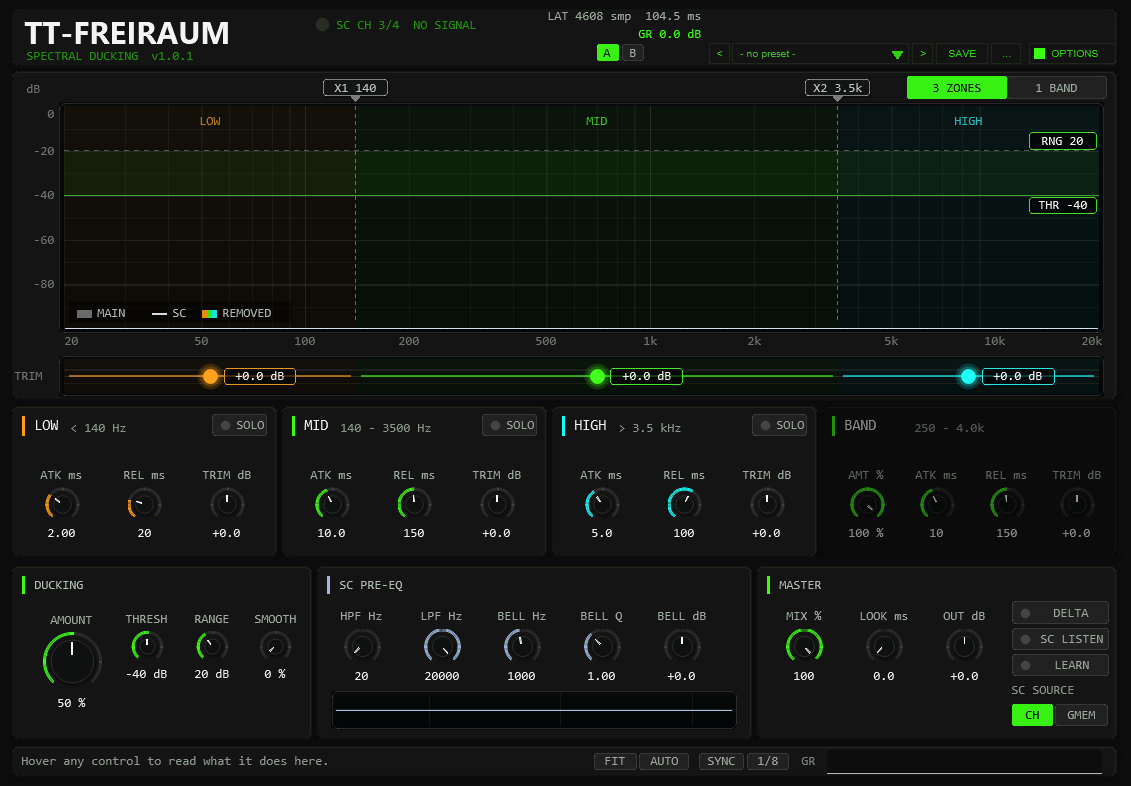 TT-FREIRAUM
SPECTRAL DUCKING v1.0.1
SC CH 3/4 NO SIGNAL
LAT 4608 smp 104.5 ms
GR 0.0 dB
A B
< - no preset - > SAVE ... OPTIONS
dB X1 140 X2 3.5k 3 ZONES 1 BAND
0 LOW MID HIGH
RNG 20
-20
-40 THR -40
-60
-80
MAIN SC REMOVED
20 50 100 200 500 1k 2k 5k 10k 20k
TRIM +0.0 dB +0.0 dB +0.0 dB
LOW < 140 Hz SOLO
ATK ms REL ms TRIM dB
2.00 20 +0.0
MID 140 - 3500 Hz SOLO
ATK ms REL ms TRIM dB
10.0 150 +0.0
HIGH > 3.5 kHz SOLO
ATK ms REL ms TRIM dB
5.0 100 +0.0
BAND 250 - 4.0k
AMT % ATK ms REL ms TRIM dB
100 % 10 150 +0.0
DUCKING
AMOUNT THRESH RANGE SMOOTH
-40 dB 20 dB 0 %
50 %
SC PRE-EQ
HPF Hz LPF Hz BELL Hz BELL Q BELL dB
20 20000 1000 1.00 +0.0
MASTER
MIX % LOOK ms OUT dB
100 0.0 +0.0
DELTA
SC LISTEN
LEARN
SC SOURCE
CH GMEM
Hover any control to read what it does here.
FIT AUTO SYNC 1/8 GR